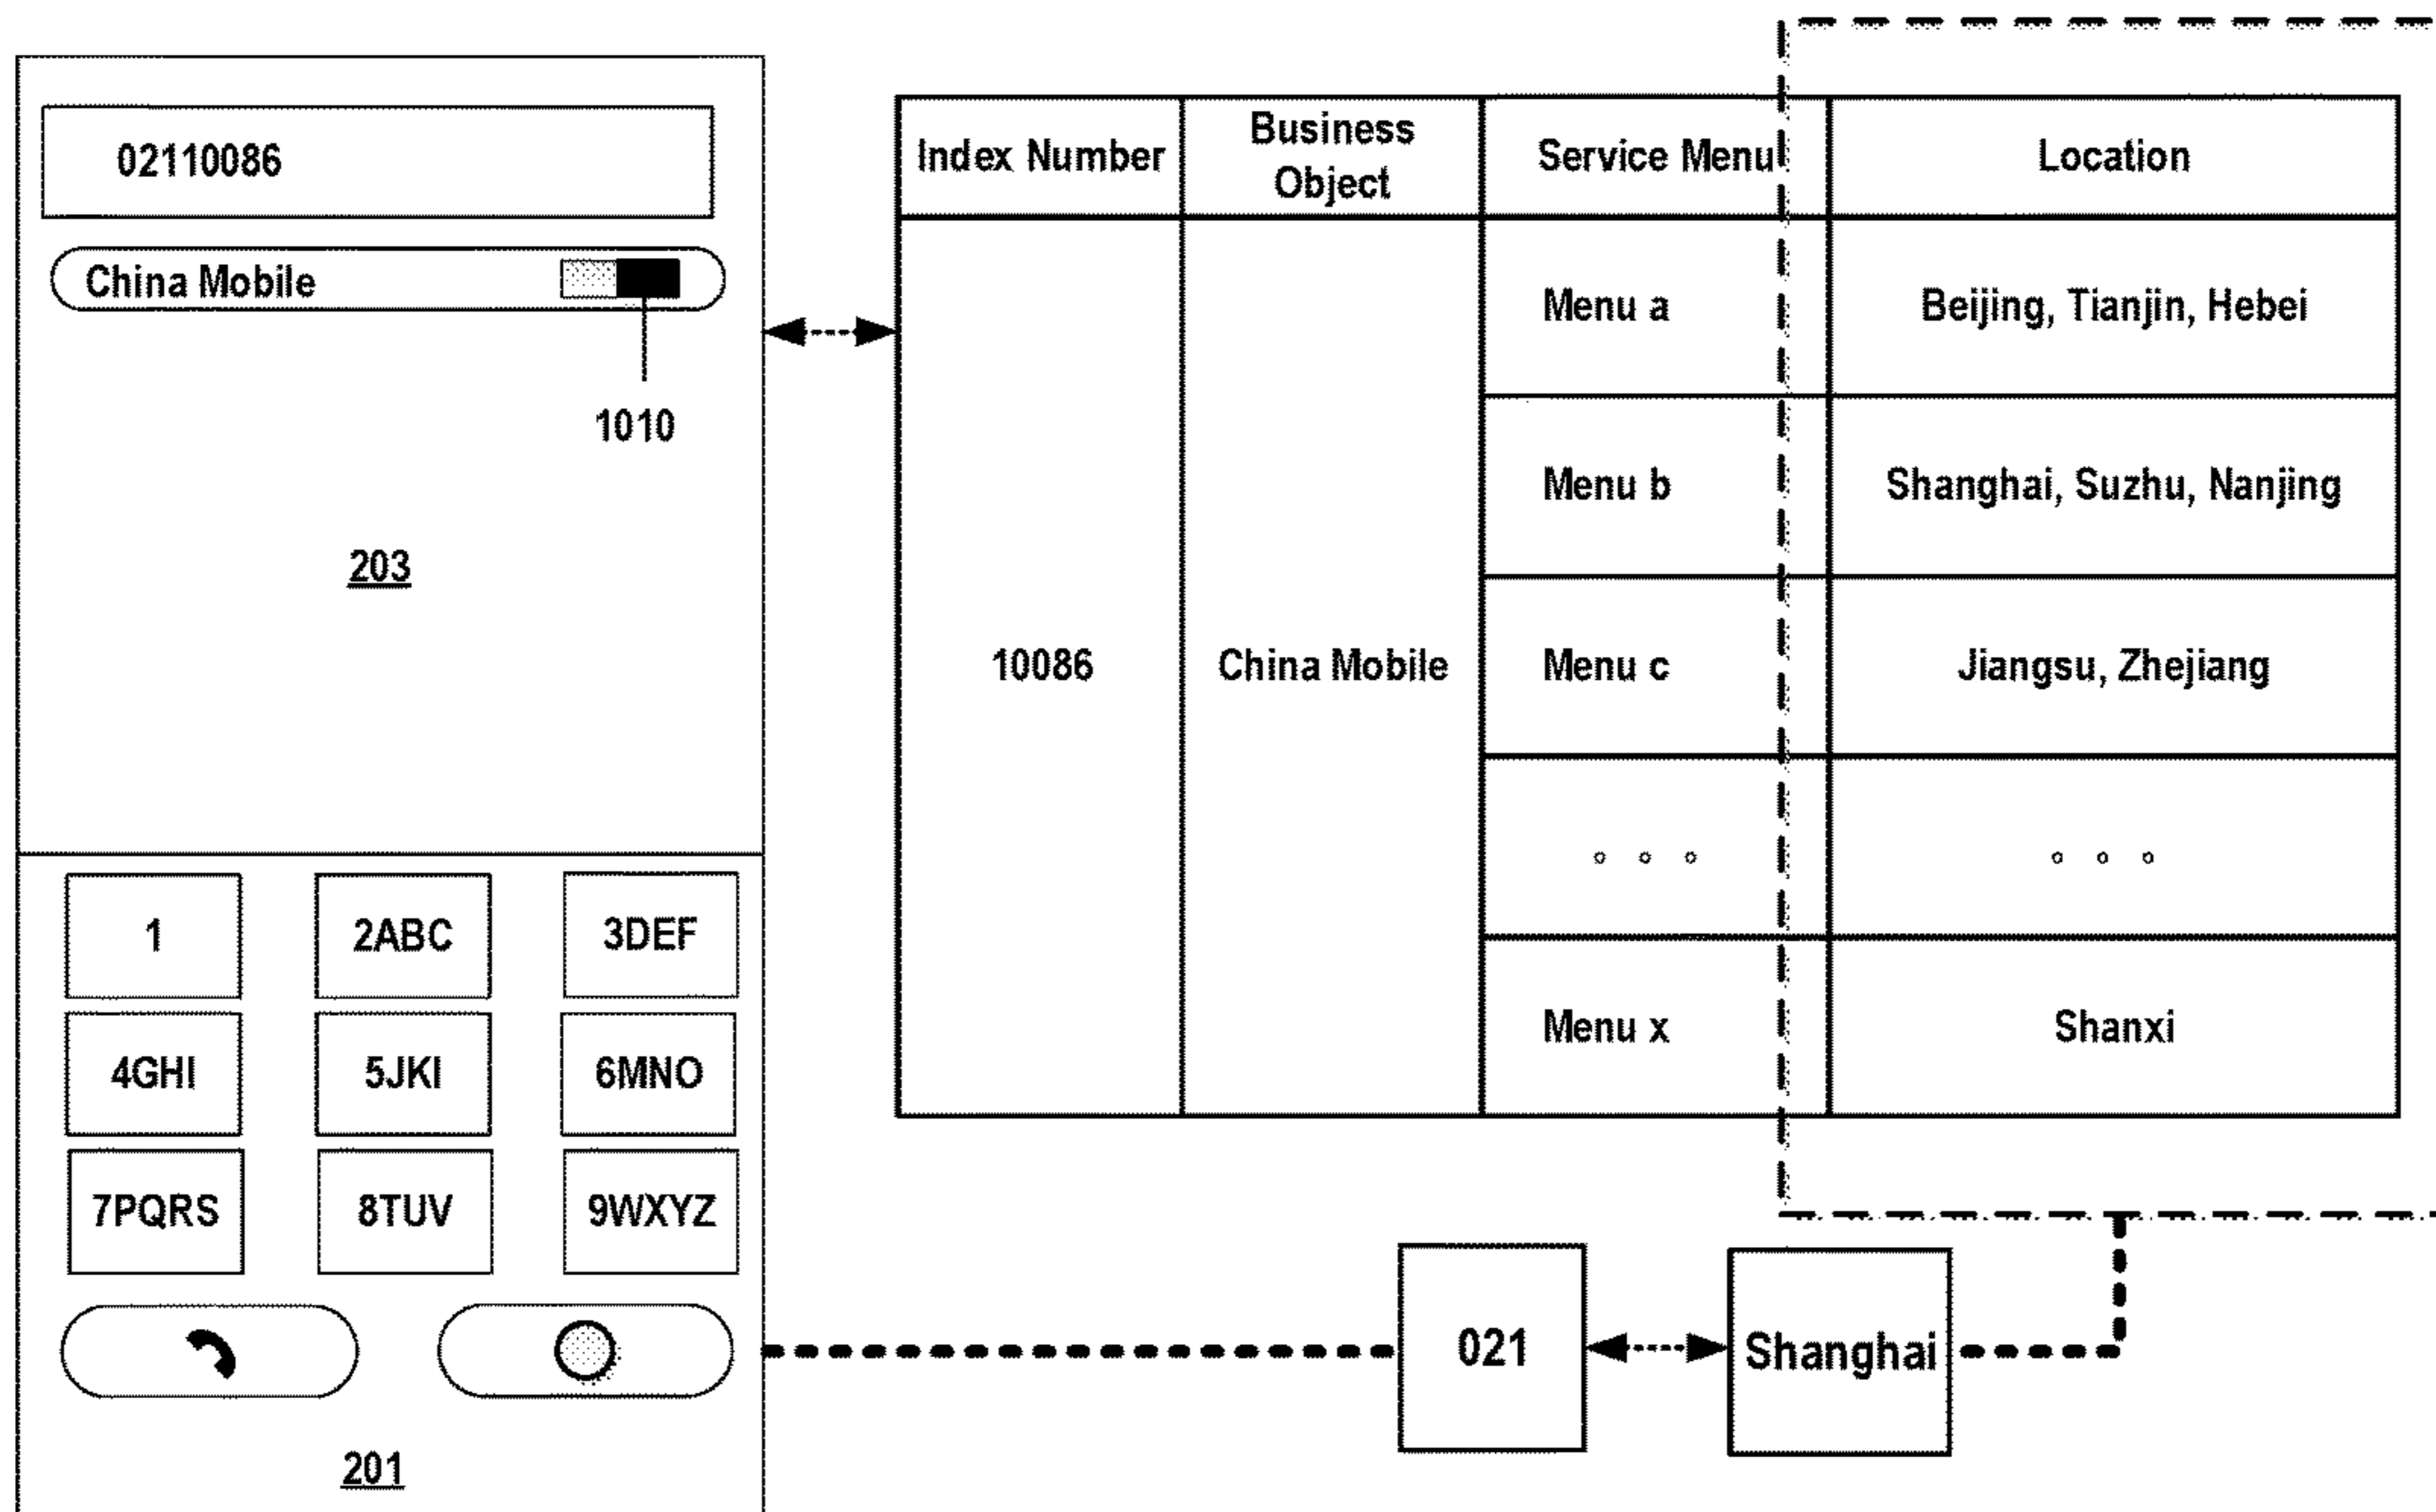 02110086
China Mobile
1010
203
1
2ABC
3DEF
4GHI
5JKI
6MNO
7PQRS
8TUV
9WXYZ
201
Index Number
Business
Object
Service Menu
Location
10086
China Mobile
Menu a
Beijing, Tianjin, Hebei
Menu b
Shanghai, Suzhu, Nanjing
Menu c
Jiangsu, Zhejiang
Menu x
Shanxi
021
Shanghai